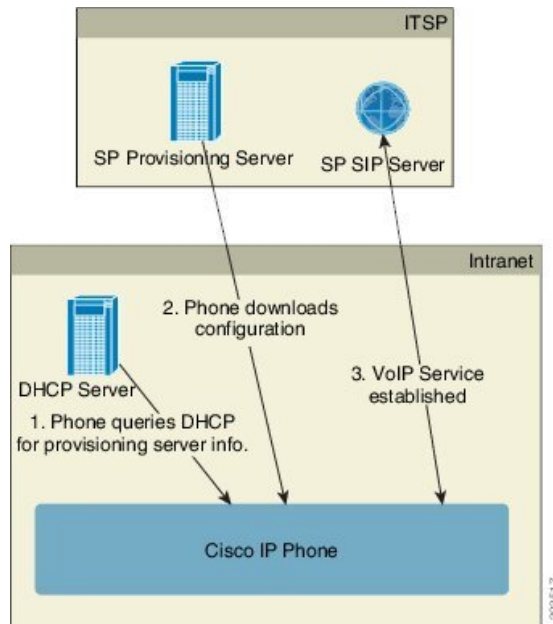 ITSP
SP Provisioning Server
SP SIP Server
Intranet
2. Phone downloads
configuration
DHCP Server
3. VoIP Service
established
1. Phone queries DHCP
for provisioning server info.
Cisco IP Phone